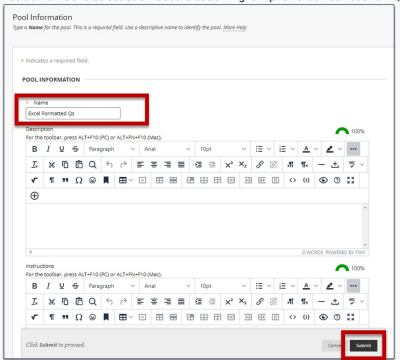 Pool Information
Type a Name for the pool. This is a required field. Use a descriptive name to identify the pool. More Help
* Indicates a required field.
POOL INFORMATION
* Name
Excel Formatted Qs
Description
For the toolbar, press ALT+F10 (PC) or ALT+FN+F10 (Mac).
100%
B I U S Paragraph Arial 10pt A
0 WORDS POWERED BY TINY
Instructions
For the toolbar, press ALT+F10 (PC) or ALT+FN+F10 (Mac).
100%
B I U S Paragraph Arial 10pt A
Click Submit to proceed.
Cance
Submit